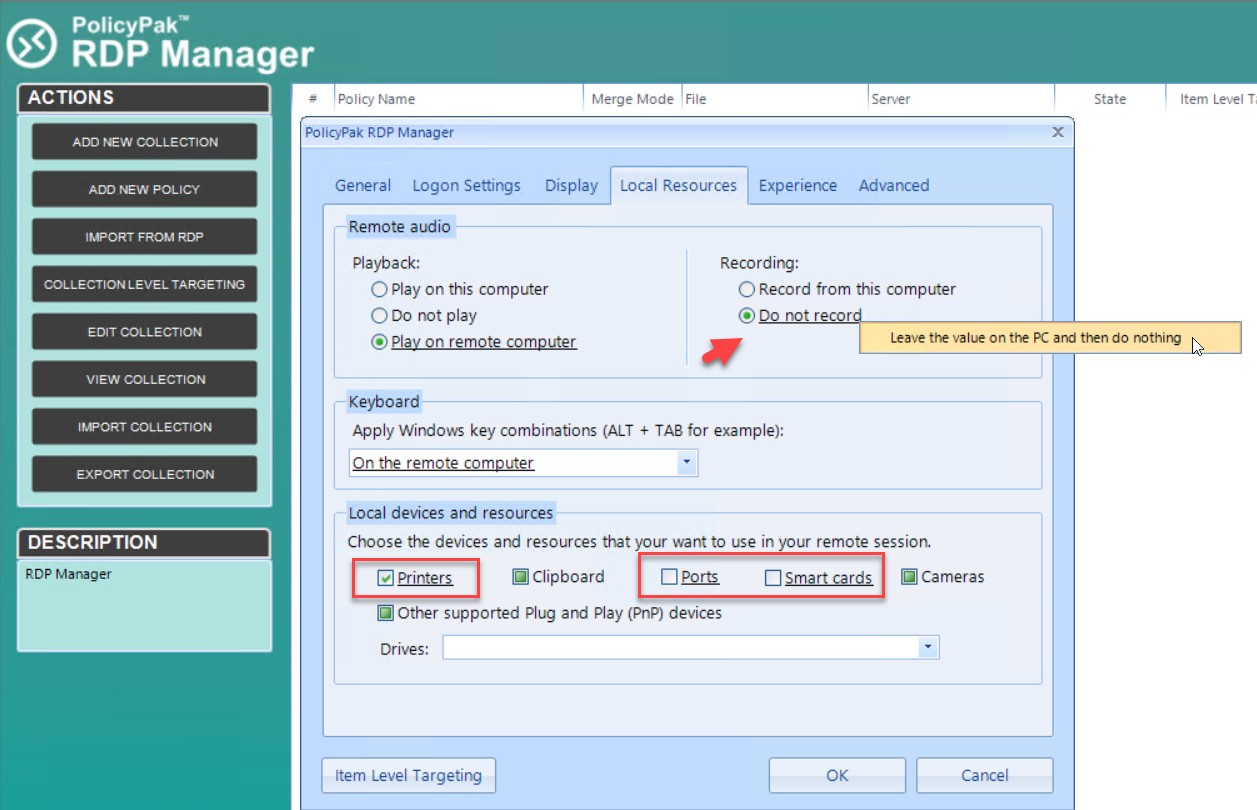 PolicyPak™
RDP Manager
ACTIONS
ADD NEW COLLECTION
ADD NEW POLICY
IMPORT FROM RDP
COLLECTION LEVEL TARGETING
EDIT COLLECTION
VIEW COLLECTION
IMPORT COLLECTION
EXPORT COLLECTION
DESCRIPTION
RDP Manager
# Policy Name Merge Mode File Server State Item Level Ta
PolicyPak RDP Manager x
General Logon Settings Display Local Resources Experience Advanced
Remote audio
Playback:
Play on this computer
Do not play
Play on remote computer
Recording:
Record from this computer
Do not record
Leave the value on the PC and then do nothing
Keyboard
Apply Windows key combinations (ALT + TAB for example):
On the remote computer
Local devices and resources
Choose the devices and resources that your want to use in your remote session.
Printers Clipboard Ports Smart cards Cameras
Other supported Plug and Play (PnP) devices
Drives:
Item Level Targeting OK Cancel